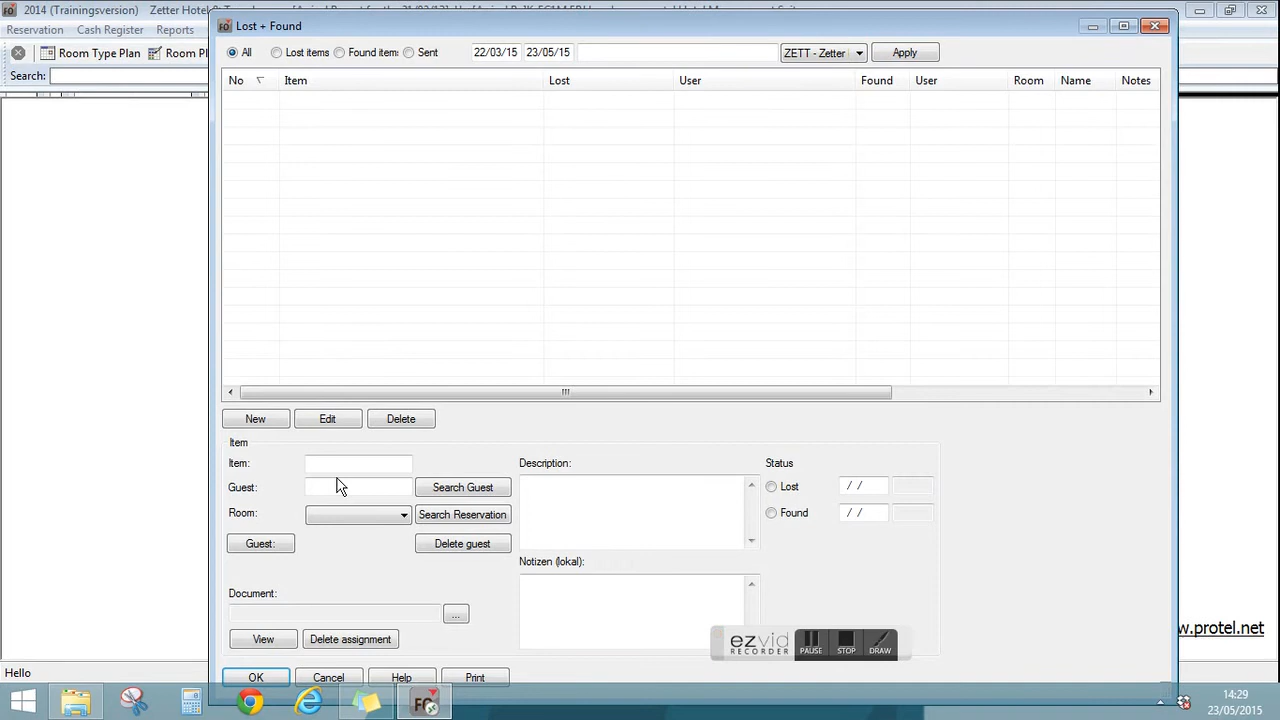 2014 (Trainingsversion) Zetter Hotel
Lost + Found
Reservation Cash Register Reports
Room Type Plan Room Pl
Search:
All Lost items Found item: Sent 22/03/15 23/05/15 ZETT - Zetter Apply
No Item Lost User Found User Room Name Notes
New Edit Delete
Item
Item: Description: Status
Guest: Search Guest Lost / /
Room: Search Reservation Found / /
Guest: Delete guest
Notizen (lokal):
Document:
...
View Delete assignment
ezvid
RECORDER
PAUSE STOP DRAW
w.protel.net
Hello
OK Cancel Help Print
FO
14:29
23/05/2015